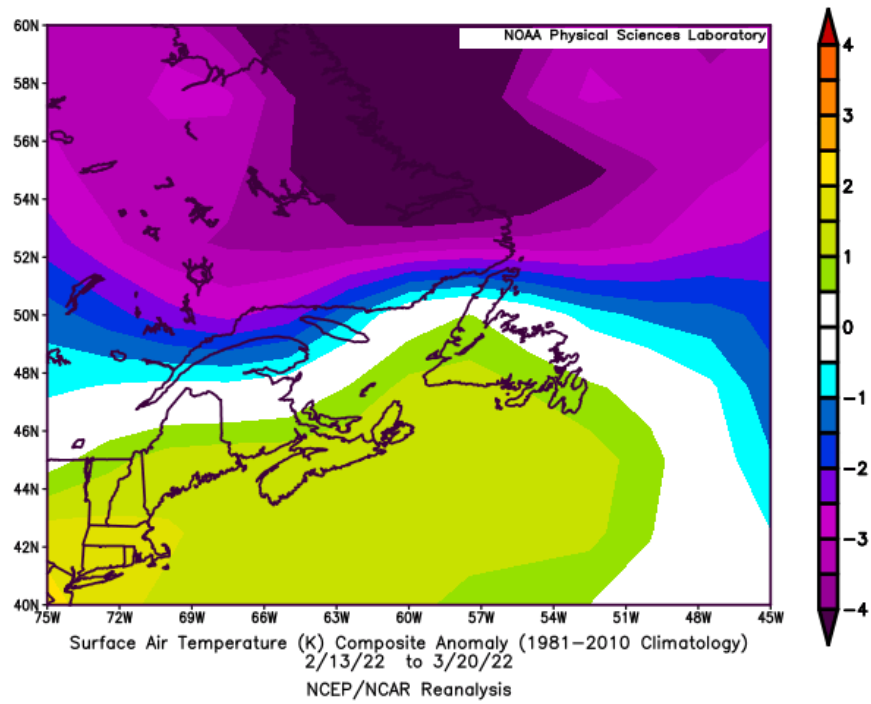 NOAA Physical Sciences Laboratory
60N
58N
56N
54N
52N
50N
48N
46N
44N
42N
40N
75W 72W 69W 66W 63W 60W 57W 54W 51W 48W 45W
4
3
2
1
0
-1
-2
-3
-4
Surface Air Temperature (K) Composite Anomaly (1981-2010 Climatology)
2/13/22 to 3/20/22
NCEP/NCAR Reanalysis